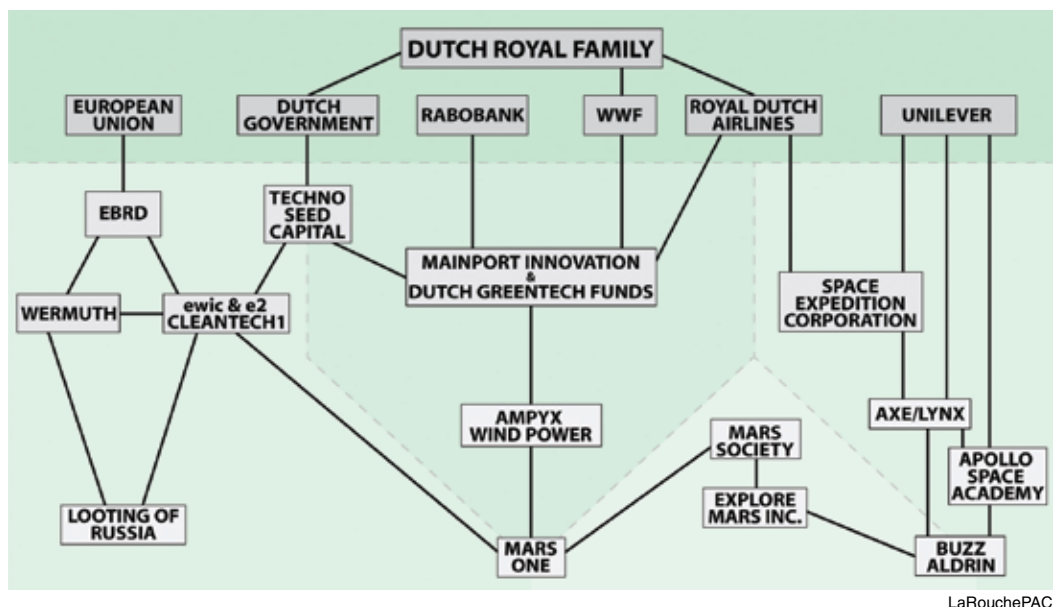 DUTCH ROYAL FAMILY
EUROPEAN
UNION
DUTCH
GOVERNMENT
RABOBANK
WWF
ROYAL DUTCH
AIRLINES
UNILEVER
EBRD
TECHNO
SEED
CAPITAL
MAINPORT INNOVATION
&
DUTCH GREENTECH FUNDS
SPACE
EXPEDITION
CORPORATION
WERMUTH
ewic & e2
CLEANTECH1
AMPYX
WIND POWER
MARS
SOCIETY
AXE/LYNX
APOLLO
SPACE
ACADEMY
EXPLORE
MARS INC.
LOOTING OF
RUSSIA
MARS
ONE
BUZZ
ALDRIN
LaRouchePAC